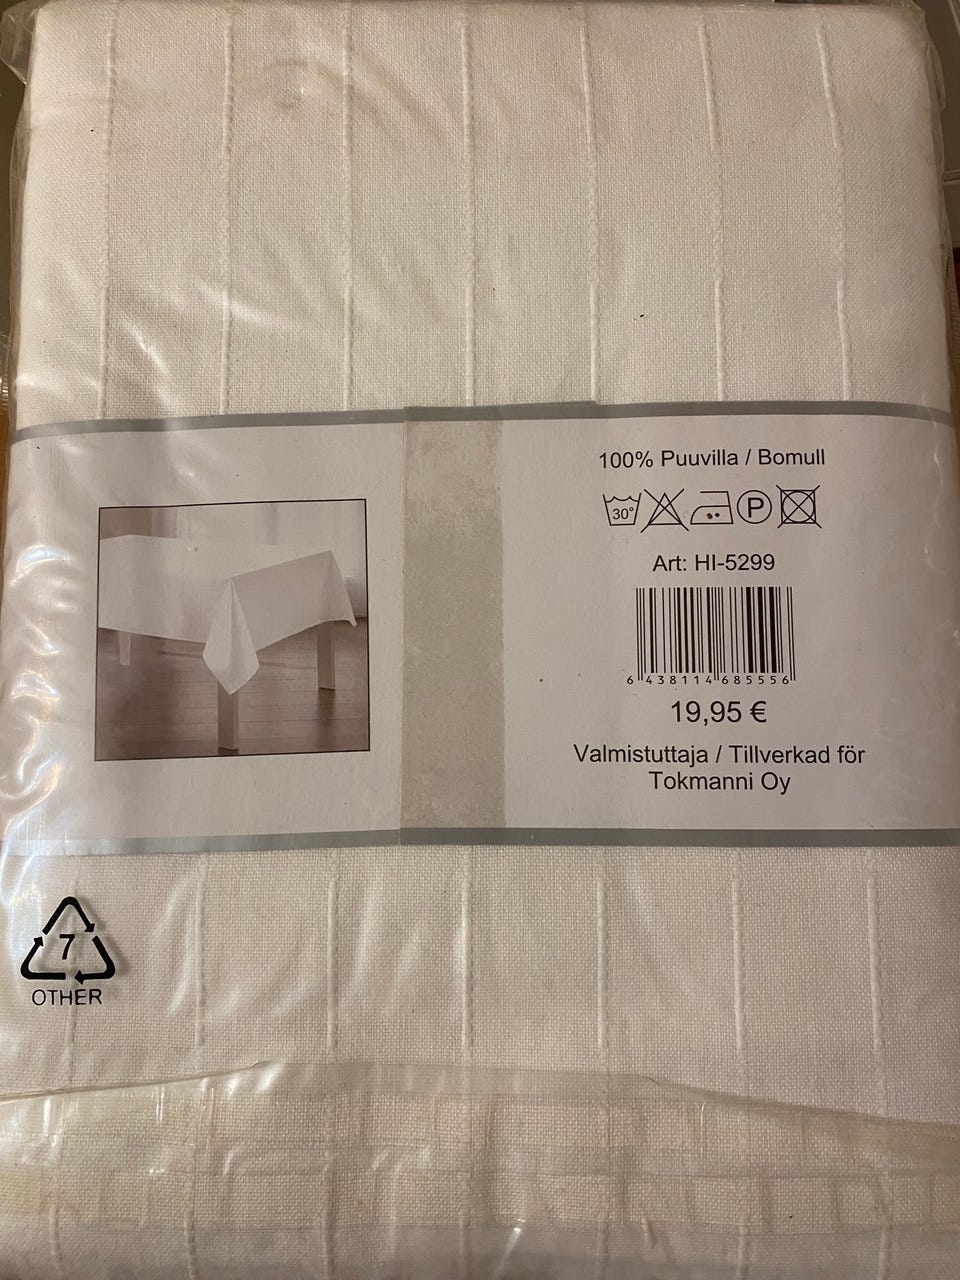 100% Puuvilla / Bomull
30° P
Art: HI-5299
6 438114 685556
19,95 €
Valmistuttaja / Tillverkad för
Tokmanni Oy
7
OTHER